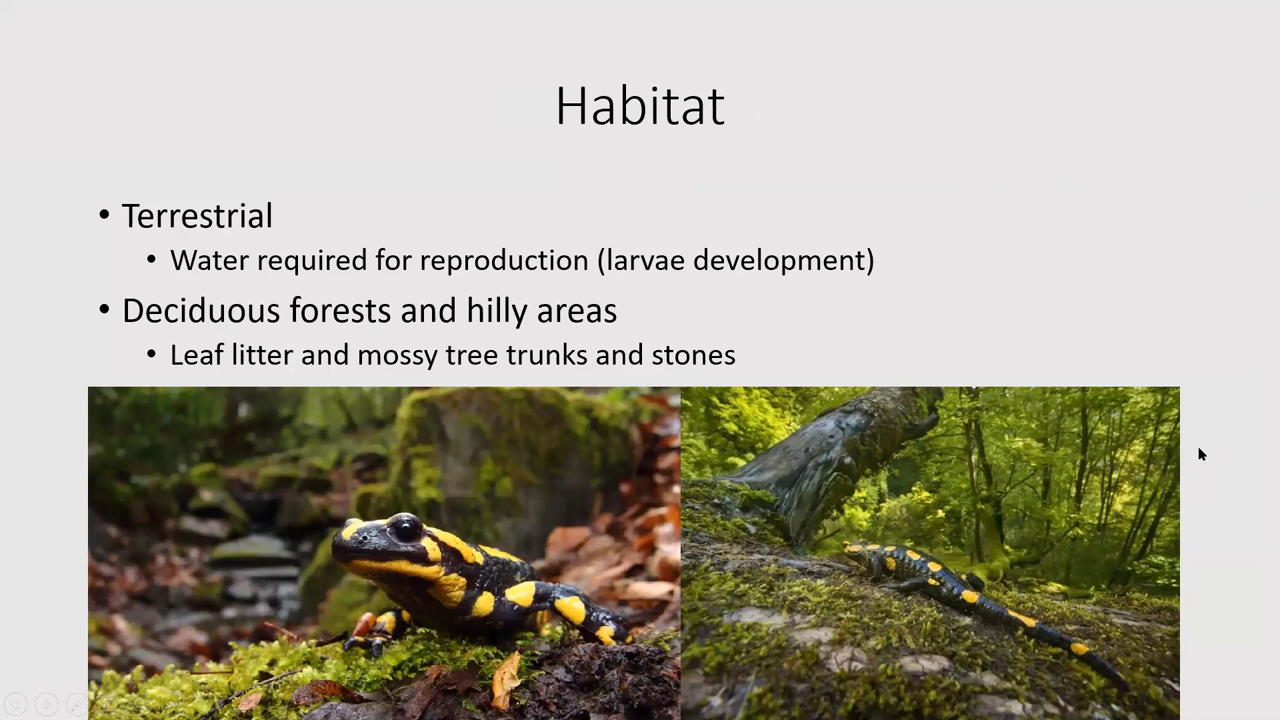 Habitat
• Terrestrial
• Water required for reproduction (larvae development)
• Deciduous forests and hilly areas
• Leaf litter and mossy tree trunks and stones